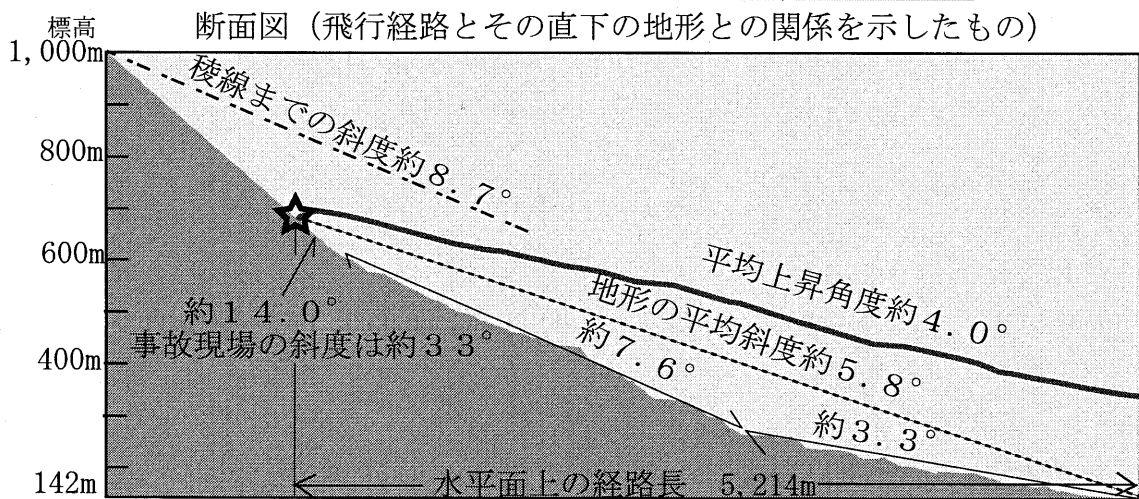 標高
断面図（飛行経路とその直下の地形との関係を示したもの）
1,000m
稜線までの斜度約８．７°
800m
600m
平均上昇角度約４．０°
地形の平均斜度約５．８°
約１４．０°
事故現場の斜度は約３３°
約７．６°
400m
約３．３°
142m
水平面上の経路長　5,214m